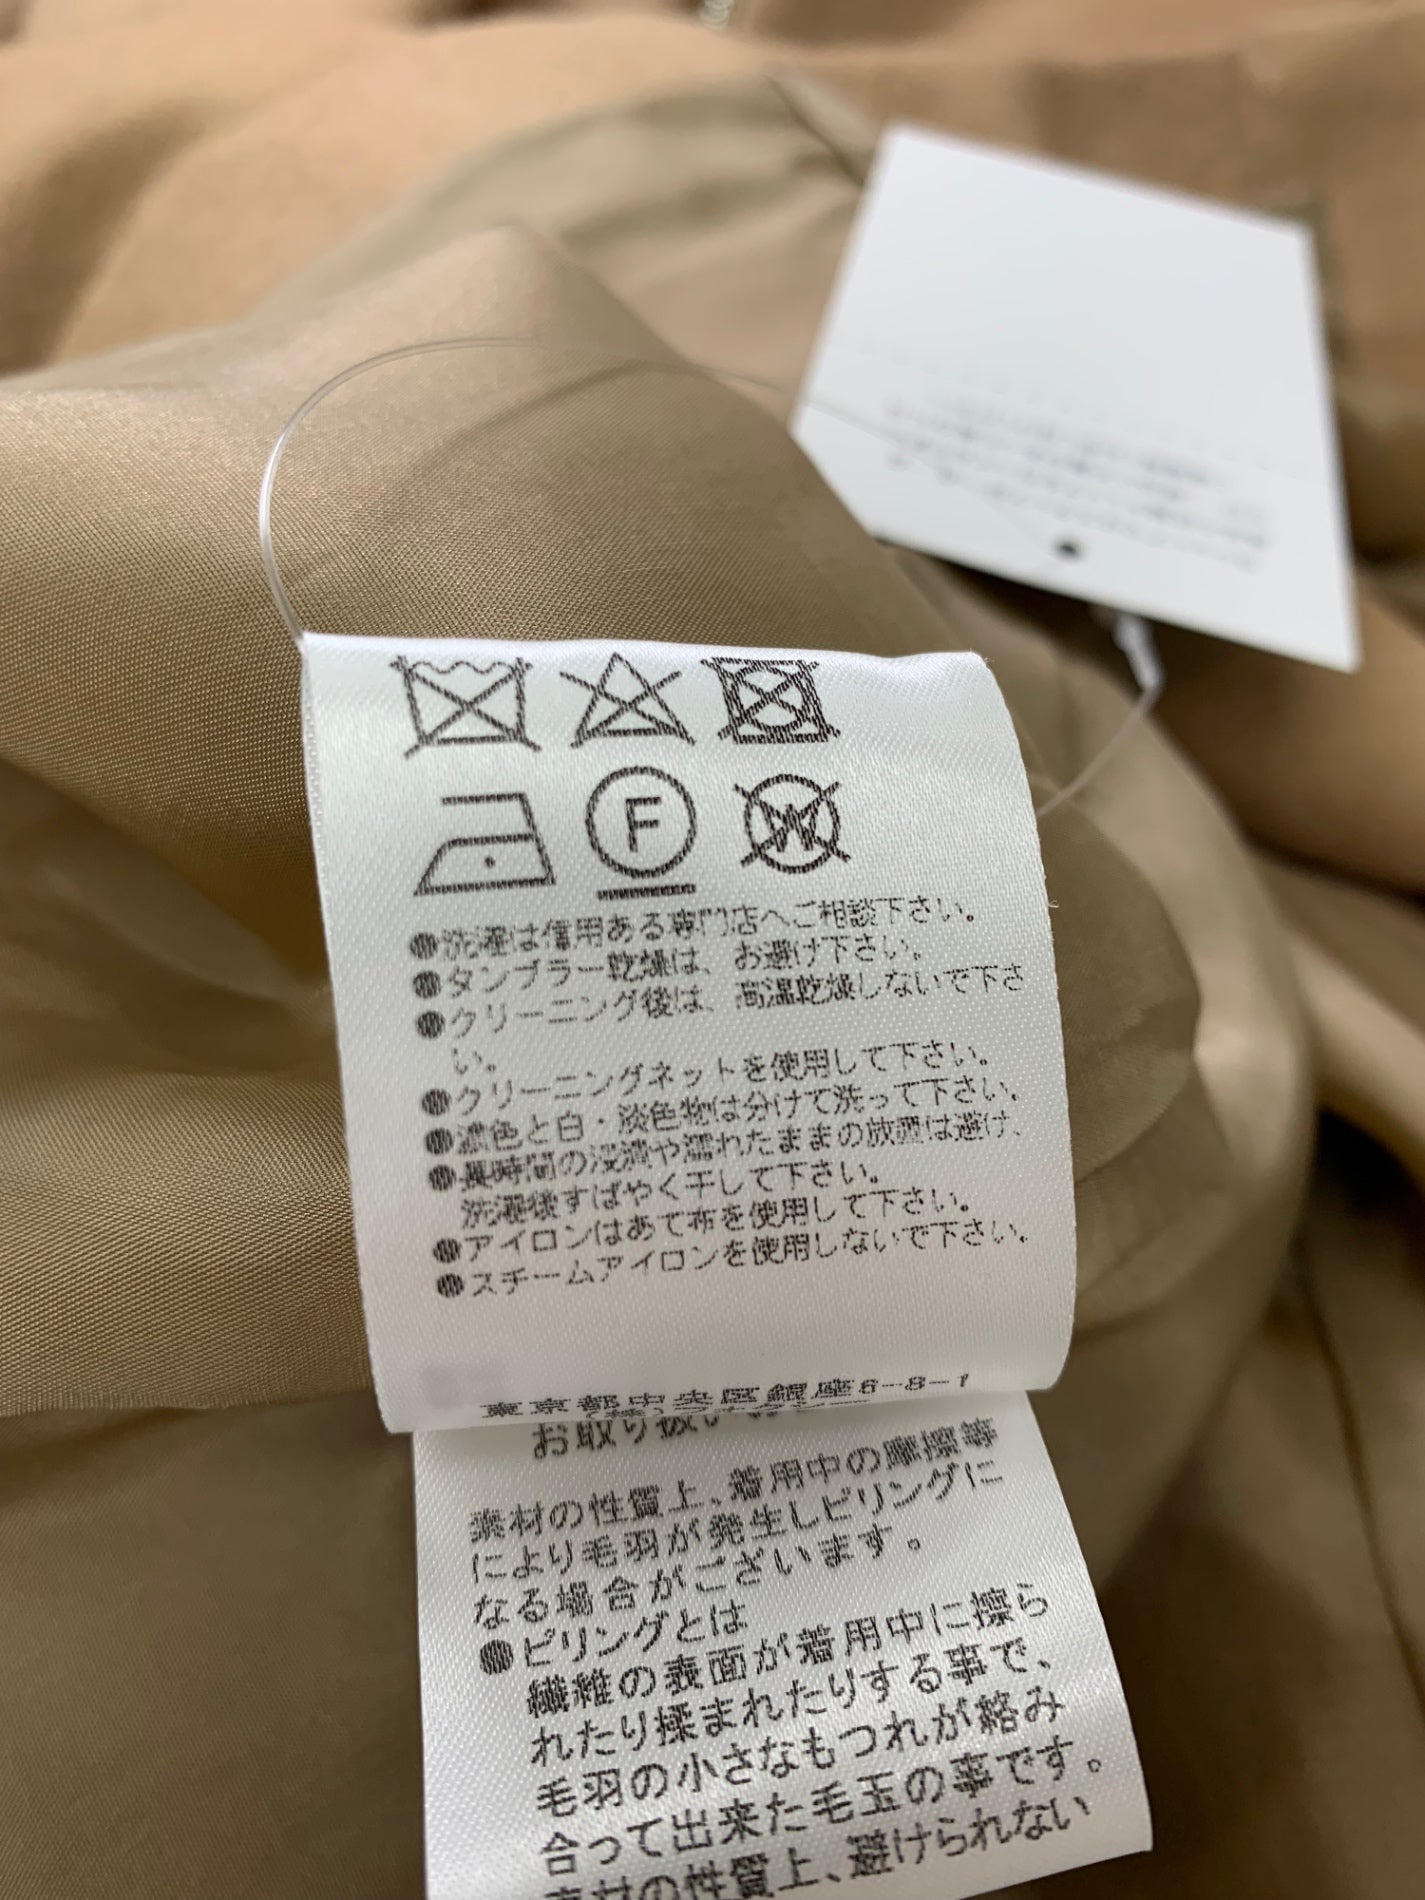 F
W
●洗濯は信用ある専門店へご相談下さい。
●タンブラー乾燥は、お避け下さい。
●クリーニング後は、高温乾燥しないで下さ
い。
●クリーニングネットを使用して下さい。
●濃色と白・淡色物は分けて洗って下さい。
●長時間の浸漬や濡れたままの放置は避け、
洗濯後すばやく干して下さい。
●アイロンはあて布を使用して下さい。
●スチームアイロンを使用しないで下さい。
東京都中央区銀座6-8-1
お取り扱い
素材の性質上、着用中の摩擦等
により毛羽が発生しピリングに
なる場合がございます。
●ピリングとは
繊維の表面が着用中に擦ら
れたり揉まれたりする事で、
毛羽の小さなもつれが絡み
合って出来た毛玉の事です。
素材の性質上、避けられない